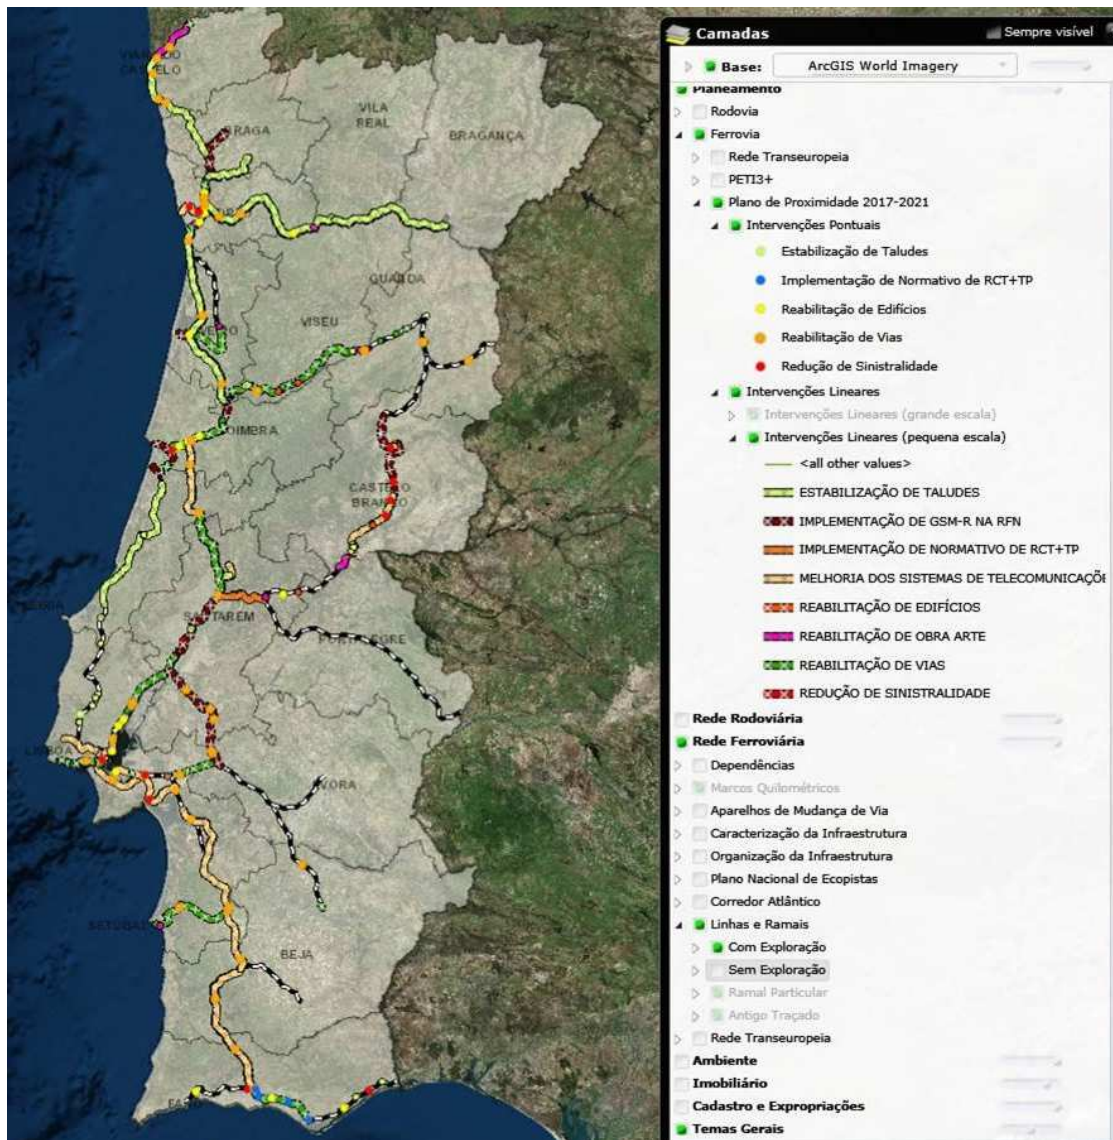 VIANA DO
CASTELO
BRAGA
VILA
REAL
BRAGANÇA
GUARDA
VISEU
COIMBRA
CASTELO
BRANCO
SANTARÉM
PORTALEGRE
LISBOA
ÉVORA
SETÚBAL
BEJA
FARO
Camadas
Sempre visível
Base:
ArcGIS World Imagery
Planeamento
Rodovia
Ferrovia
Rede Transeuropeia
PETI3+
Plano de Proximidade 2017-2021
Intervenções Pontuais
Estabilização de Taludes
Implementação de Normativo de RCT+TP
Reabilitação de Edifícios
Reabilitação de Vias
Redução de Sinistralidade
Intervenções Lineares
Intervenções Lineares (grande escala)
Intervenções Lineares (pequena escala)
<all other values>
ESTABILIZAÇÃO DE TALUDES
IMPLEMENTAÇÃO DE GSM-R NA RFN
IMPLEMENTAÇÃO DE NORMATIVO DE RCT+TP
MELHORIA DOS SISTEMAS DE TELECOMUNICAÇÕE
REABILITAÇÃO DE EDIFÍCIOS
REABILITAÇÃO DE OBRA ARTE
REABILITAÇÃO DE VIAS
REDUÇÃO DE SINISTRALIDADE
Rede Rodoviária
Rede Ferroviária
Dependências
Marcos Quilométricos
Aparelhos de Mudança de Via
Caracterização da Infraestrutura
Organização da Infraestrutura
Plano Nacional de Ecopistas
Corredor Atlântico
Linhas e Ramais
Com Exploração
Sem Exploração
Ramal Particular
Antigo Traçado
Rede Transeuropeia
Ambiente
Imobiliário
Cadastro e Expropriações
Temas Gerais